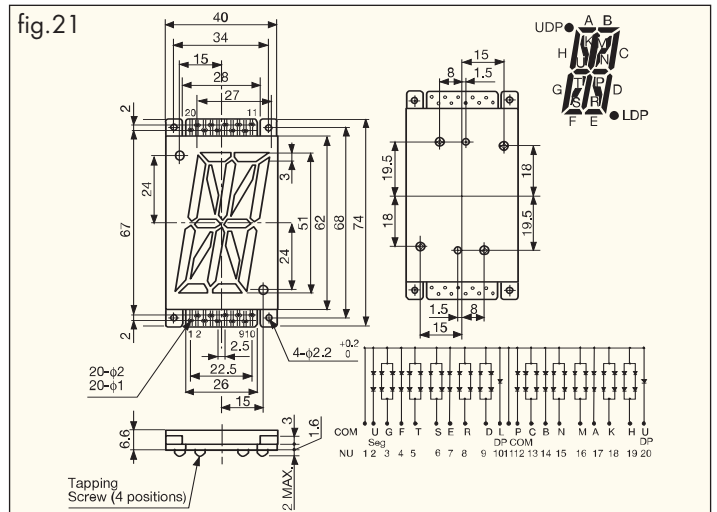 fig.21
40
34
15
28
27
20 11
2
67
24
3
51
62
68
74
24
2
1 2 910
2.5
22.5
26
15
20-φ2
20-φ1
4-φ2.2 +0.2 0
6.6
3
1.6
2 MAX.
Tapping
Screw (4 positions)
15
8 1.5
19.5
18
18
19.5
1.5 8
15
UDP A B
H K M N C
U
G T P D
S R
F E LDP
COM U G F T S E R D L P C B N M A K H U
Seg DP COM DP
NU 1 2 3 4 5 6 7 8 9 10 11 12 13 14 15 16 17 18 19 20